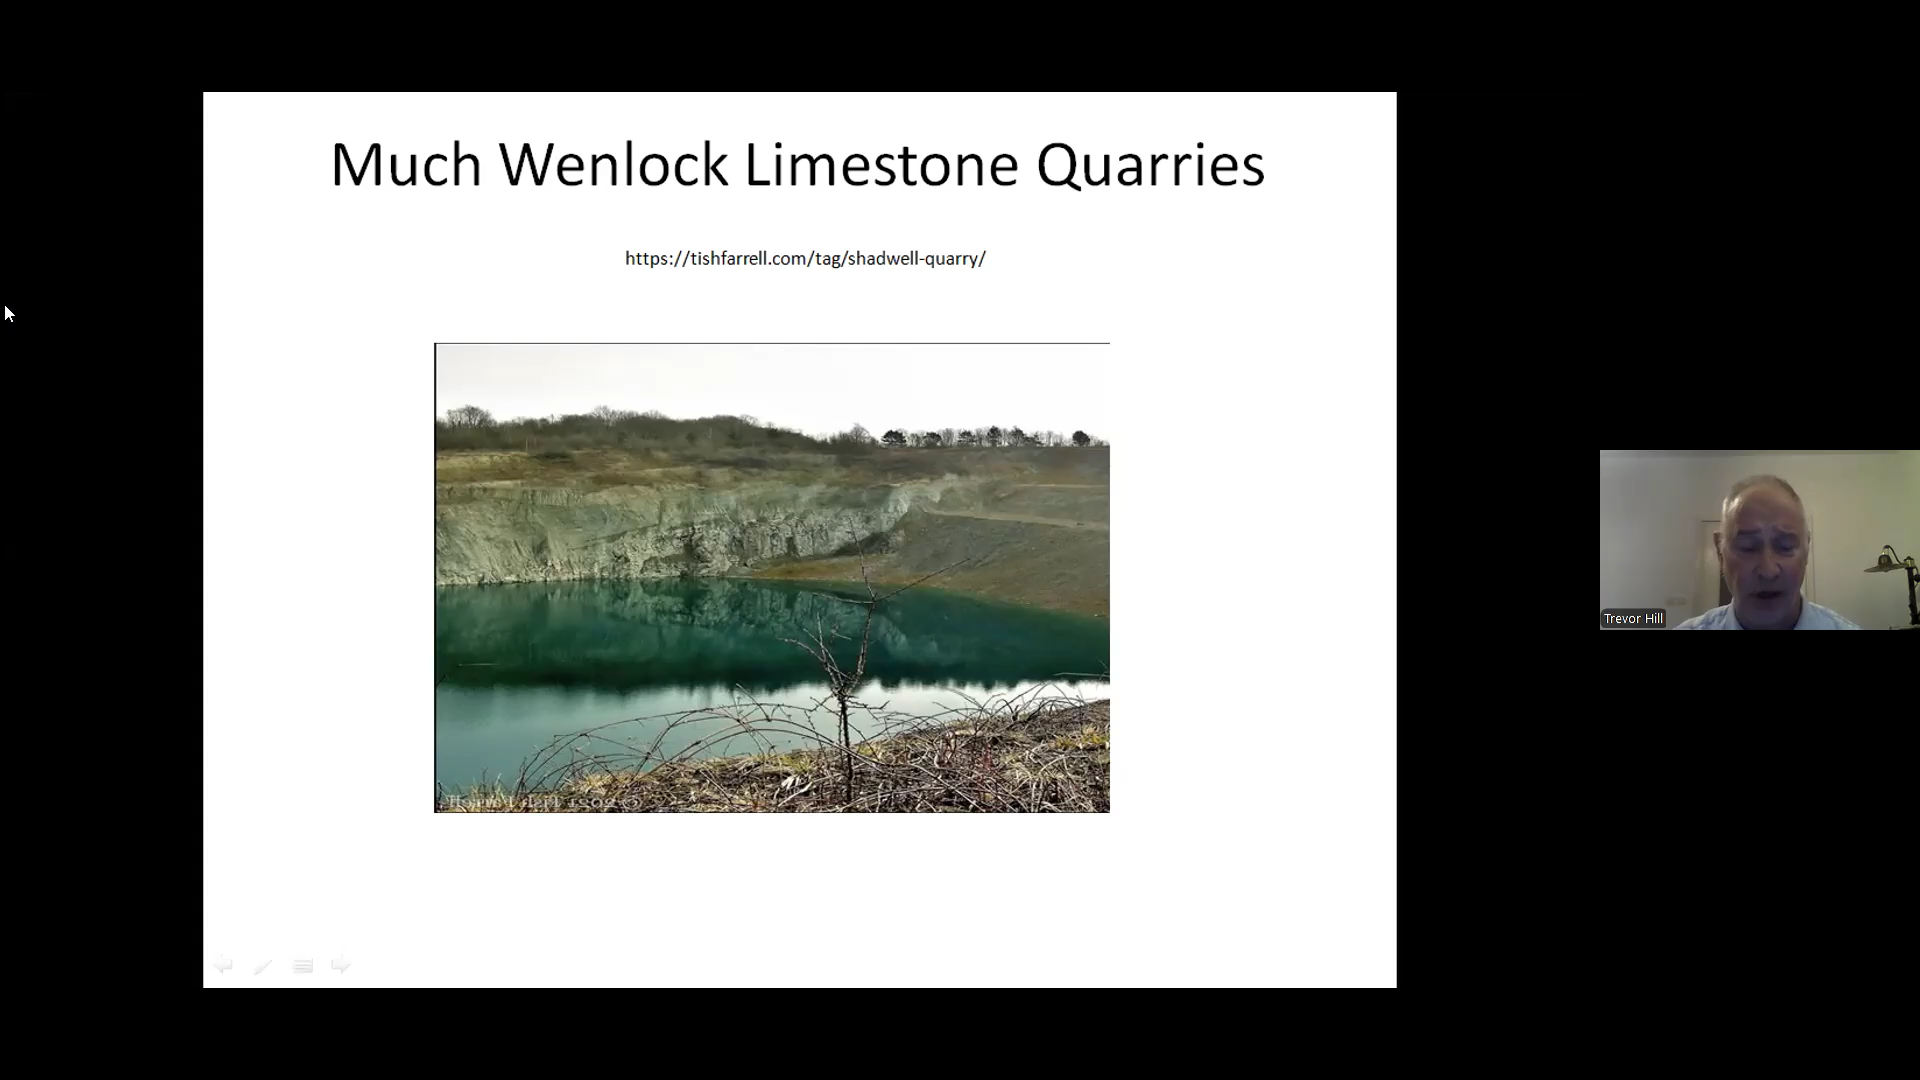 Much Wenlock Limestone Quarries
https://tishfarrell.com/tag/shadwell-quarry/
Trevor Hill